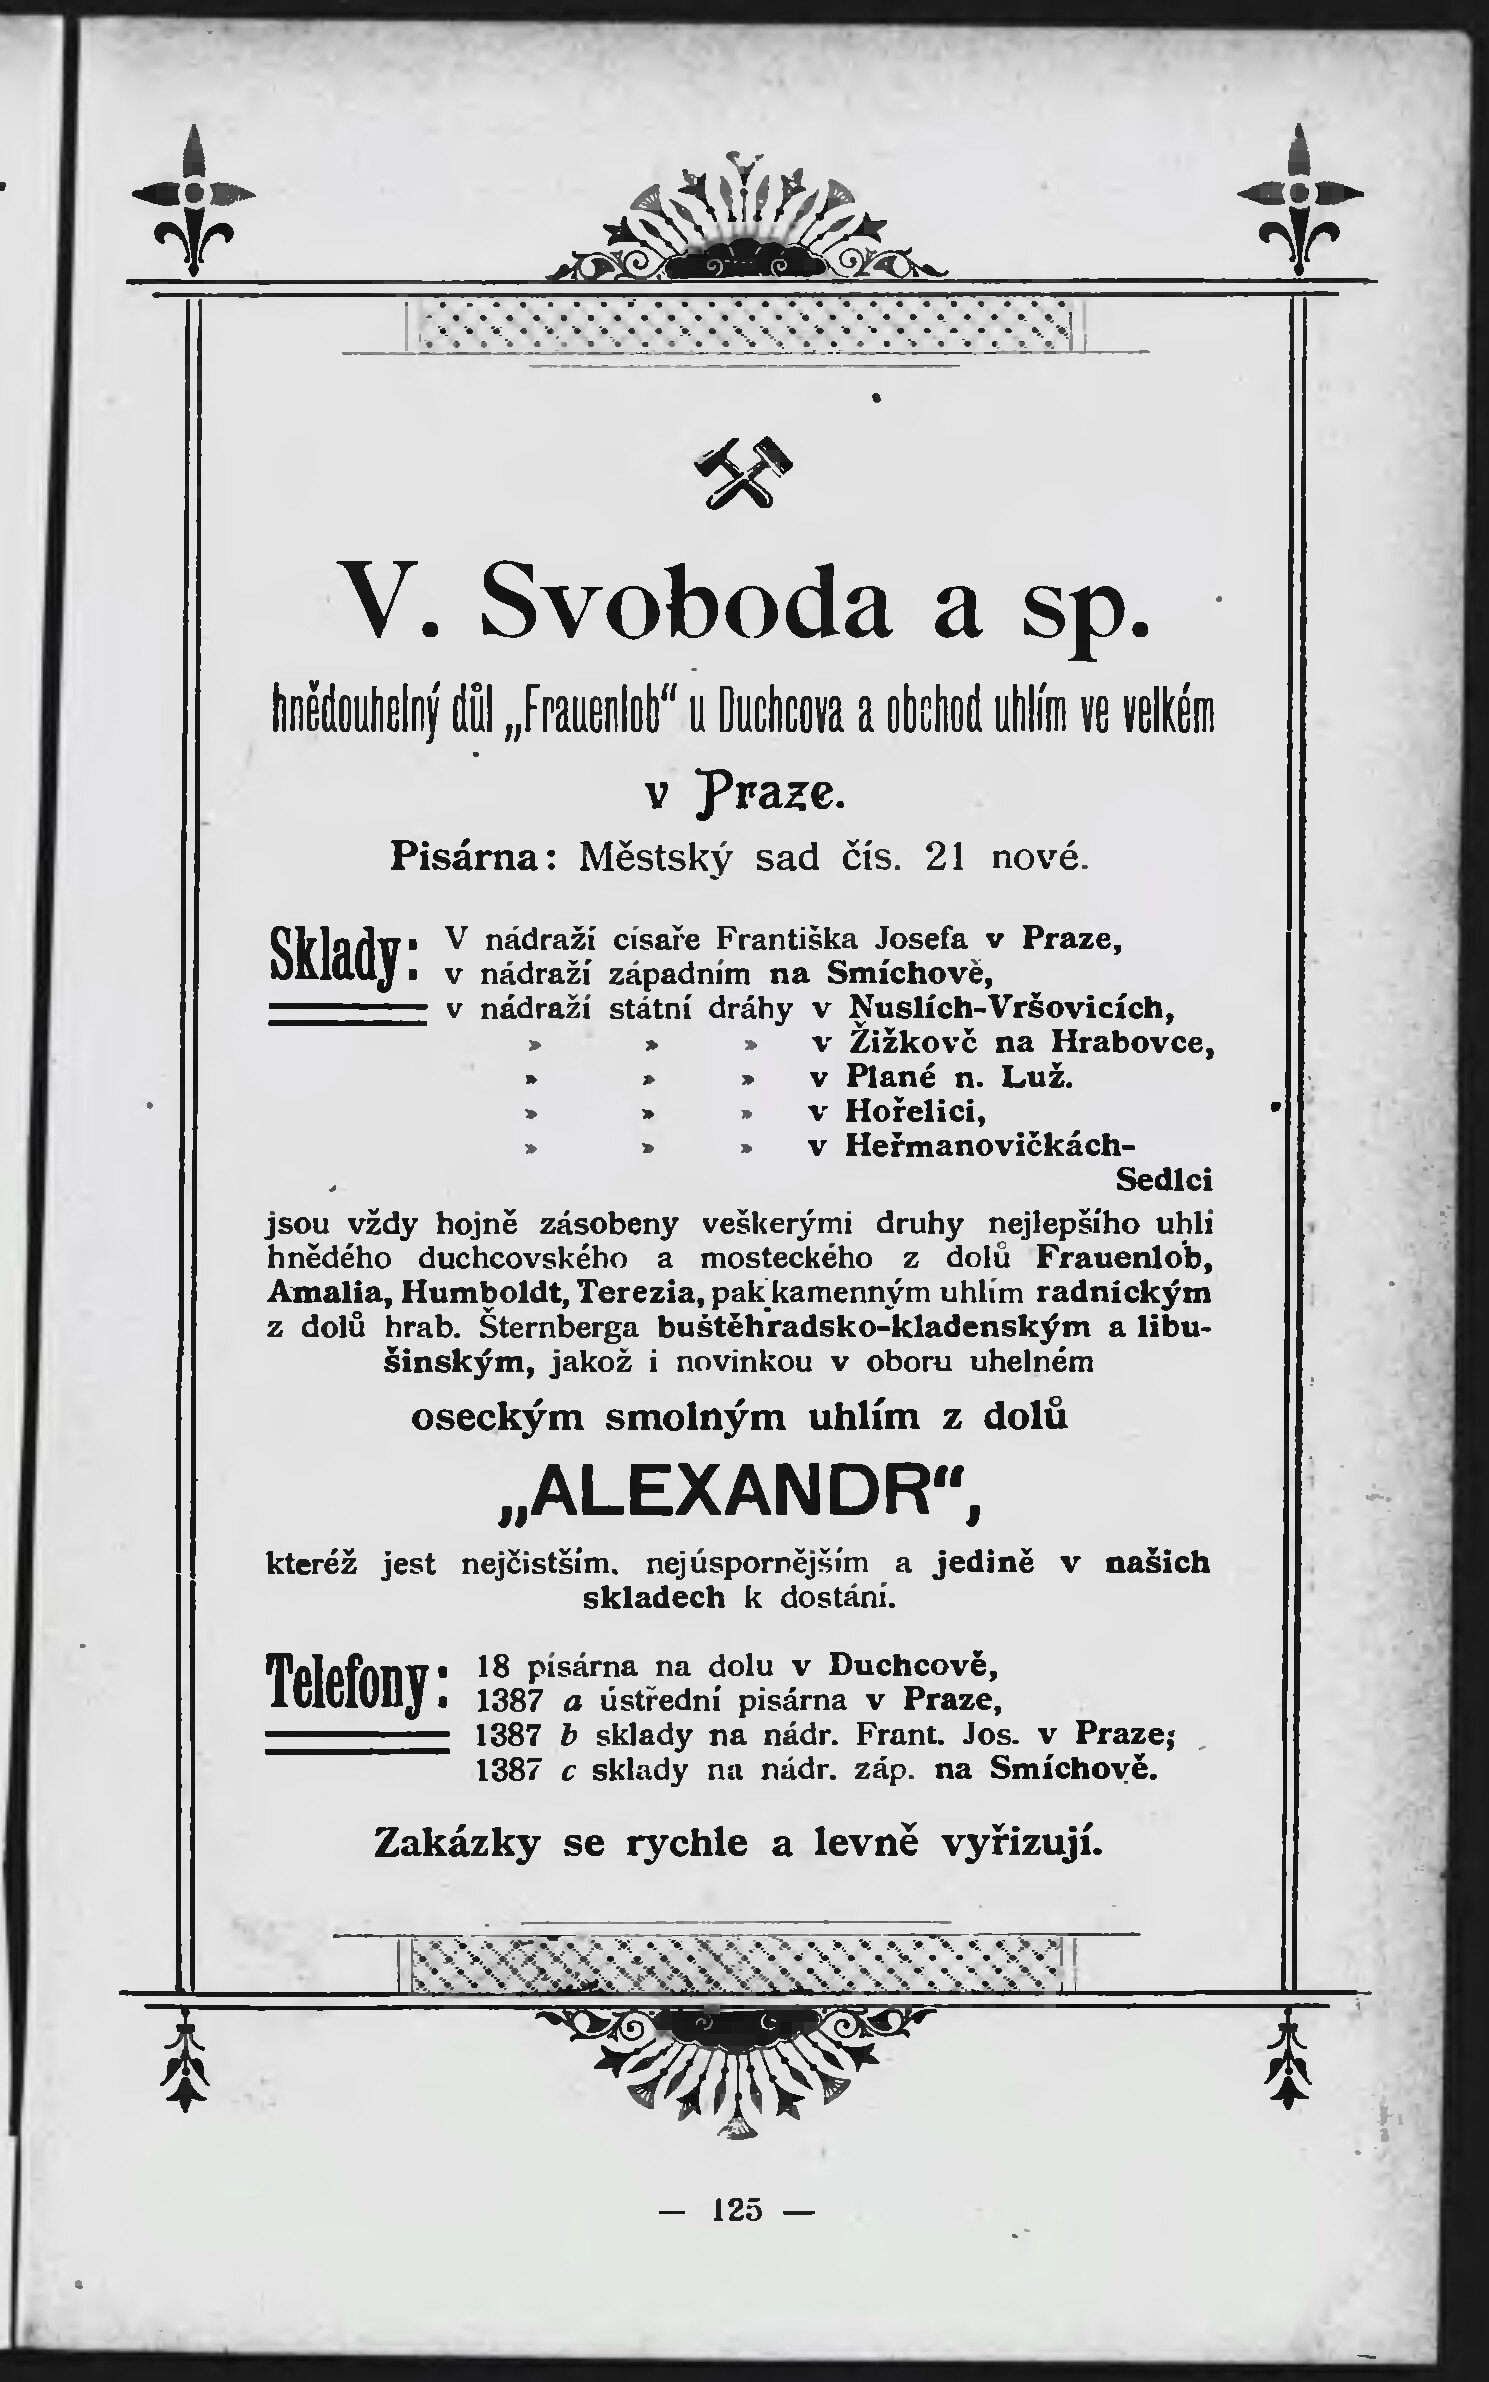 V. Svoboda a sp.
hnědouhelný důl „Frauenlob“ u Duchcova a obchod uhlím ve velkém
v Praze.
Pisárna: Městský sad čís. 21 nové.
Sklady: V nádraží císaře Františka Josefa v Praze,
v nádraží západním na Smíchově,
v nádraží státní dráhy v Nuslích-Vršovicích,
» » » v Žižkovč na Hrabovce,
» » » v Plané n. Luž.
» » » v Hořelici,
» » » v Heřmanovičkách-
Sedlci
jsou vždy hojně zásobeny veškerými druhy nejlepšího uhlí
hnědého duchcovského a mosteckého z dolů Frauenlob,
Amalia, Humboldt, Terezia, pak kamenným uhlím radnickým
z dolů hrab. Šternberga buštěhradsko-kladenským a libu-
šinským, jakož i novinkou v oboru uhelném
oseckým smolným uhlím z dolů
„ALEXANDR“,
kteréž jest nejčistším, nejúspornějším a jedině v našich
skladech k dostání.
Telefony: 18 písárna na dolu v Duchcově,
1387 a ústřední pisárna v Praze,
1387 b sklady na nádr. Frant. Jos. v Praze;
1387 c sklady na nádr. záp. na Smíchově.
Zakázky se rychle a levně vyřizují.
— 125 —